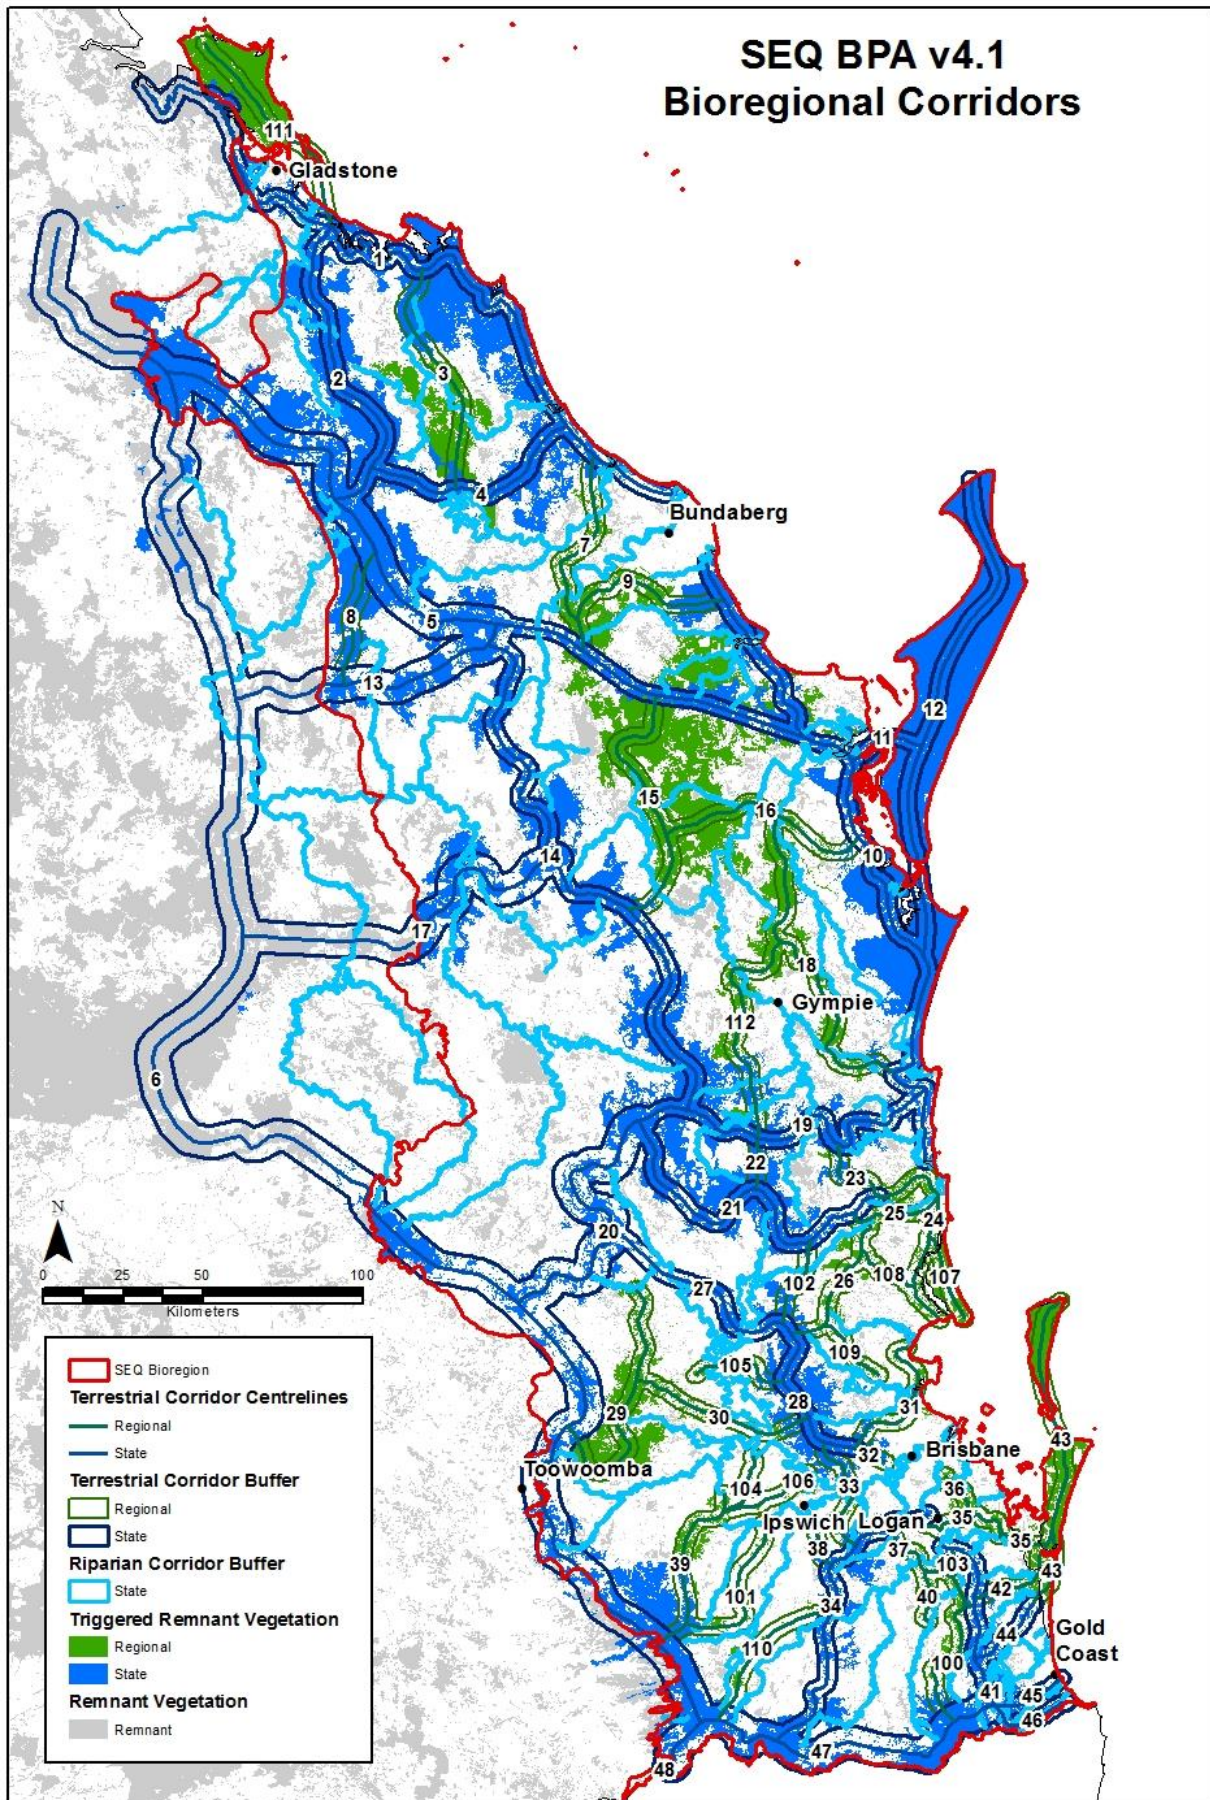 SEQ BPA v4.1
Bioregional Corridors
111
Gladstone
1
2
3
4
Bundaberg
7
9
8
5
13
12
11
15
16
14
10
17
18
Gympie
112
6
19
22
23
21
25
24
20
102
26
108
107
27
109
105
28
31
30
29
43
32
Brisbane
Toowoomba
104
106
33
36
Ipswich
Logan
35
35
38
37
39
103
43
101
40
42
34
110
44
Gold
Coast
100
41
45
46
47
48
N
0 25 50 100
Kilometers
SEQ Bioregion
Terrestrial Corridor Centrelines
Regional
State
Terrestrial Corridor Buffer
Regional
State
Riparian Corridor Buffer
State
Triggered Remnant Vegetation
Regional
State
Remnant Vegetation
Remnant